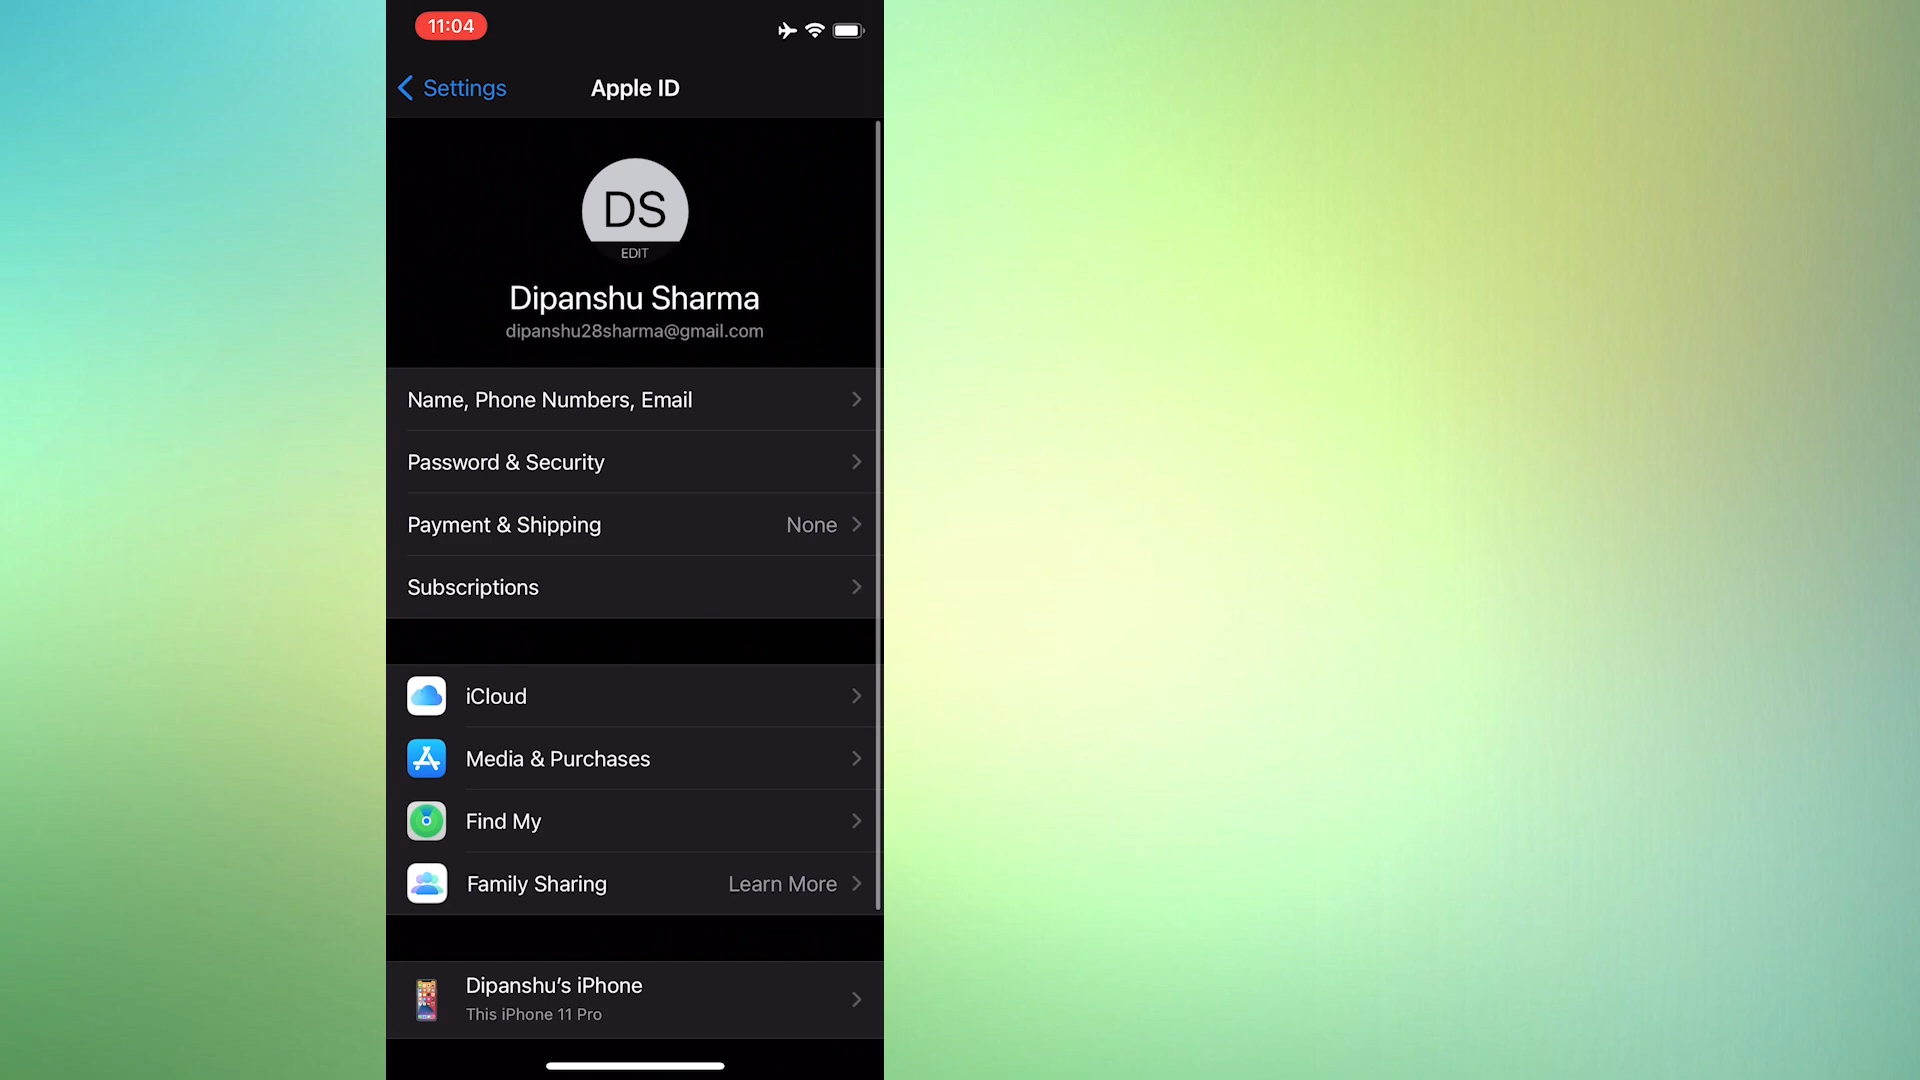 11:04
Settings
Apple ID
DS
EDIT
Dipanshu Sharma
dipanshu28sharma@gmail.com
Name, Phone Numbers, Email
Password & Security
Payment & Shipping None
Subscriptions
iCloud
Media & Purchases
Find My
Family Sharing Learn More
Dipanshu’s iPhone
This iPhone 11 Pro